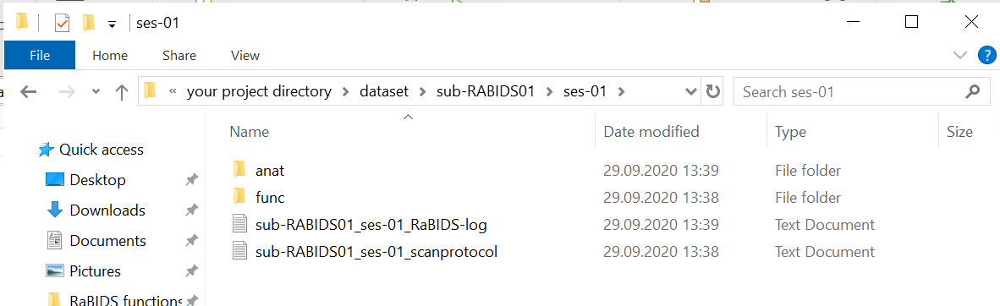 ses-01
File Home Share View
« your project directory > dataset > sub-RABIDS01 > ses-01 > Search ses-01
Name Date modified Type Size
Quick access
anat 29.09.2020 13:39 File folder
Desktop
func 29.09.2020 13:38 File folder
Downloads
sub-RABIDS01_ses-01_RaBIDS-log 29.09.2020 13:39 Text Document
Documents
sub-RABIDS01_ses-01_scanprotocol 29.09.2020 13:38 Text Document
Pictures
RaBIDS functions